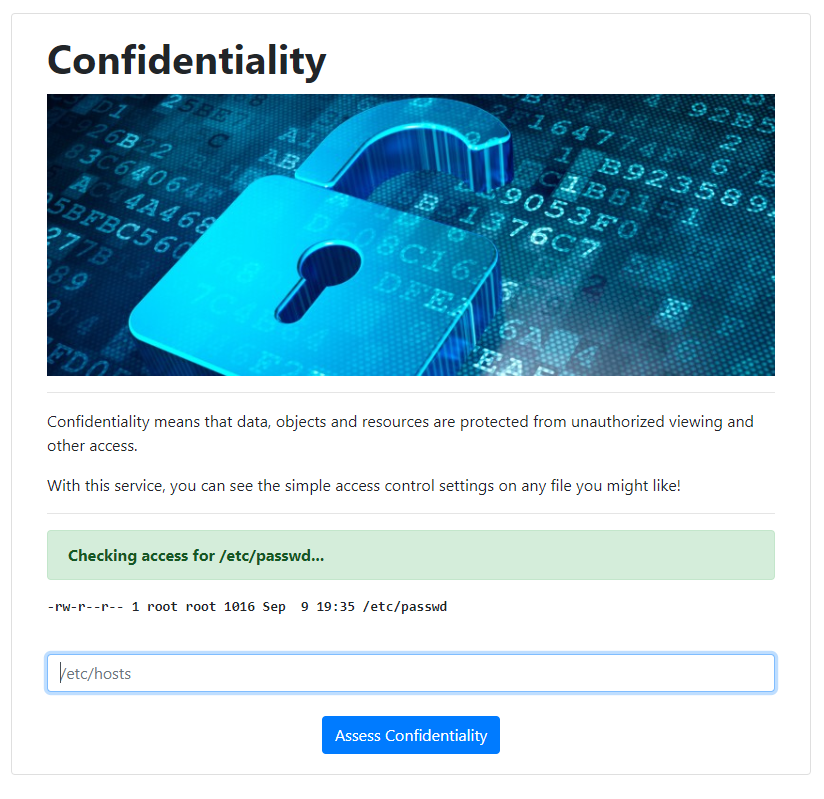 Confidentiality
Confidentiality means that data, objects and resources are protected from unauthorized viewing and
other access.
With this service, you can see the simple access control settings on any file you might like!
Checking access for /etc/passwd...
-rw-r--r-- 1 root root 1016 Sep  9 19:35 /etc/passwd
/etc/hosts
Assess Confidentiality